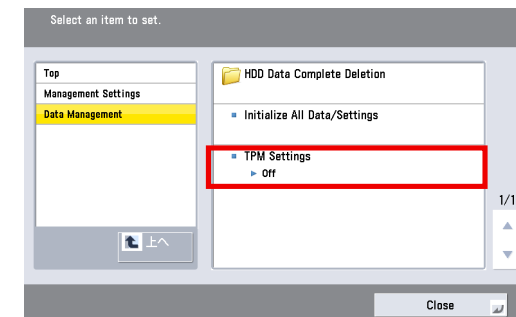 Select an item to set.
Top
Management Settings
Data Management
上へ
HDD Data Complete Deletion
Initialize All Data/Settings
TPM Settings
Off
1/1
Close